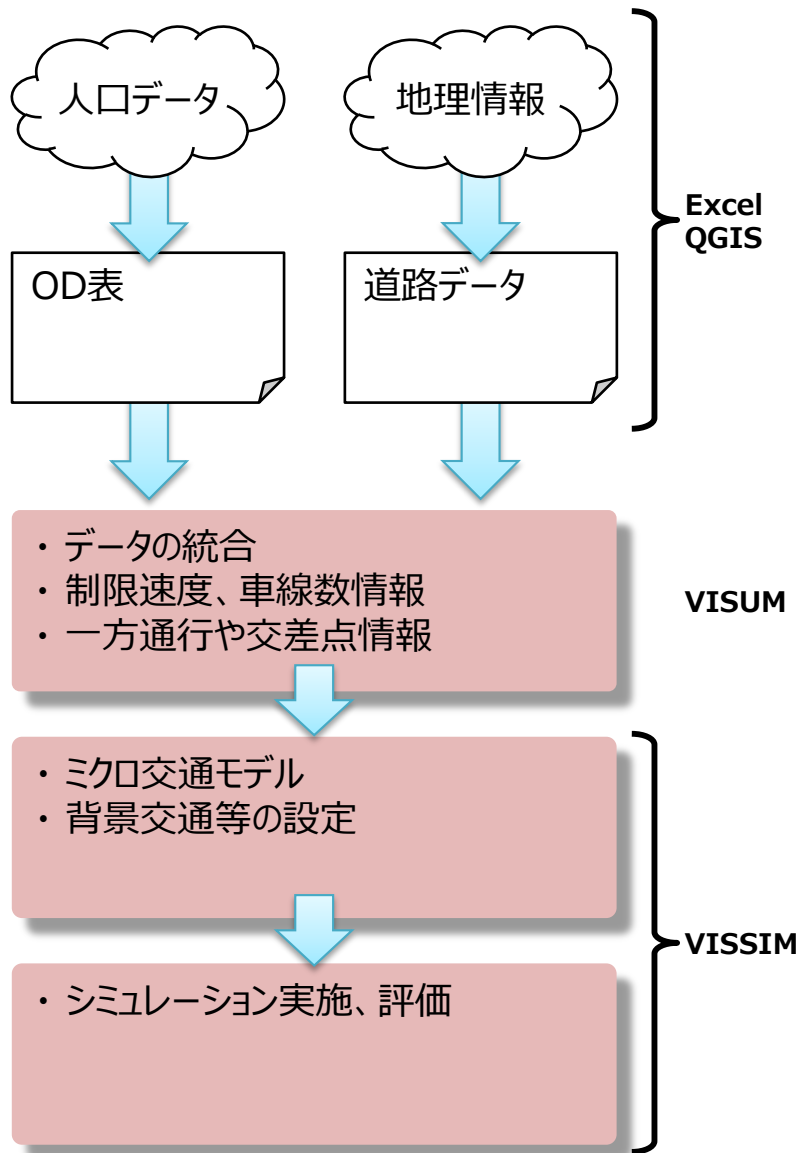 人口データ
地理情報
Excel
QGIS
OD表
道路データ
・データの統合
・制限速度、車線数情報
・一方通行や交差点情報
VISUM
・ミクロ交通モデル
・背景交通等の設定
VISSIM
・シミュレーション実施、評価